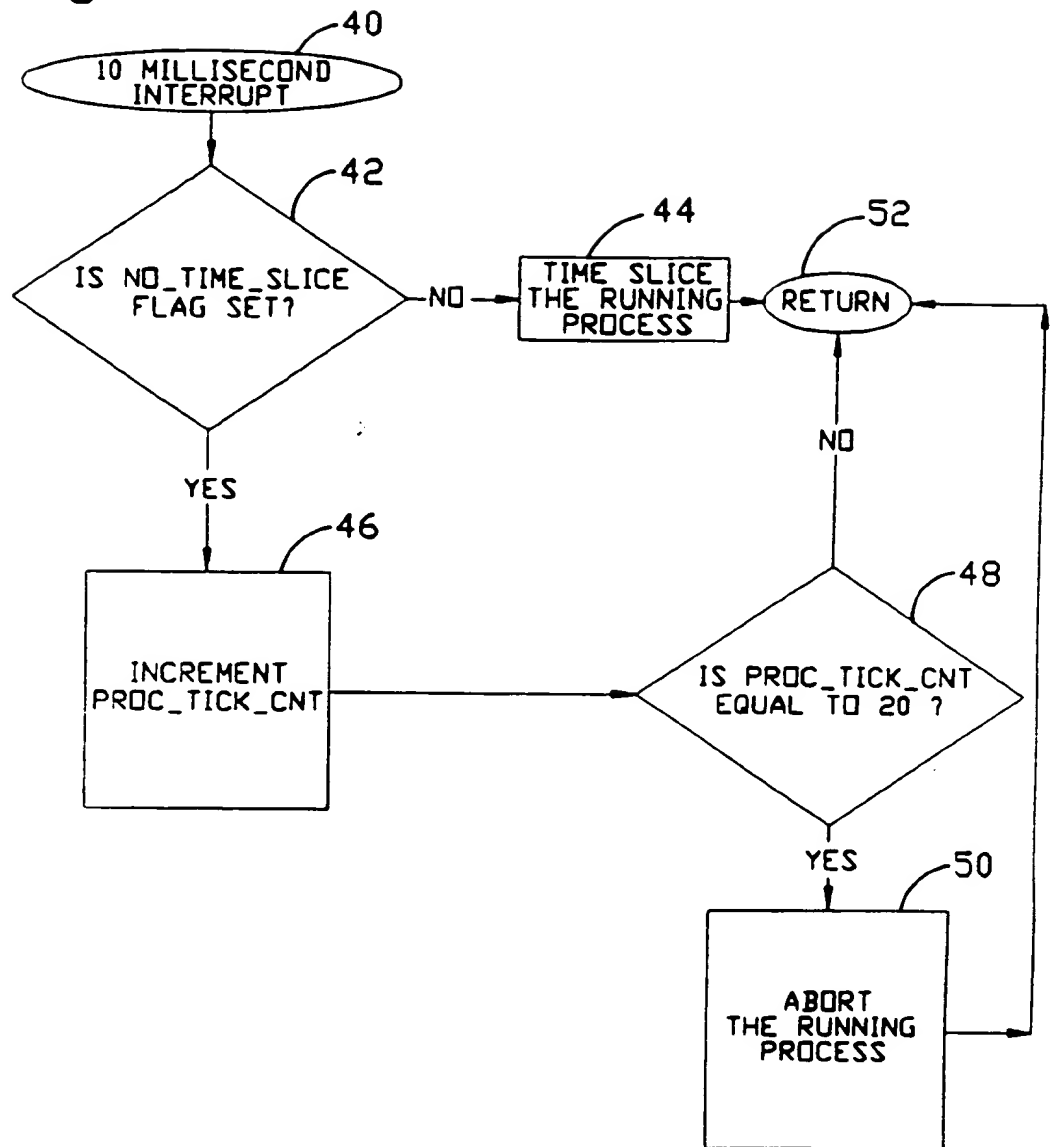 40
10 MILLISECOND
INTERRUPT
42
IS NO_TIME_SLICE
FLAG SET?
NO
44
TIME SLICE
THE RUNNING
PROCESS
52
RETURN
NO
YES
46
INCREMENT
PROC_TICK_CNT
48
IS PROC_TICK_CNT
EQUAL TO 20 ?
YES
50
ABORT
THE RUNNING
PROCESS